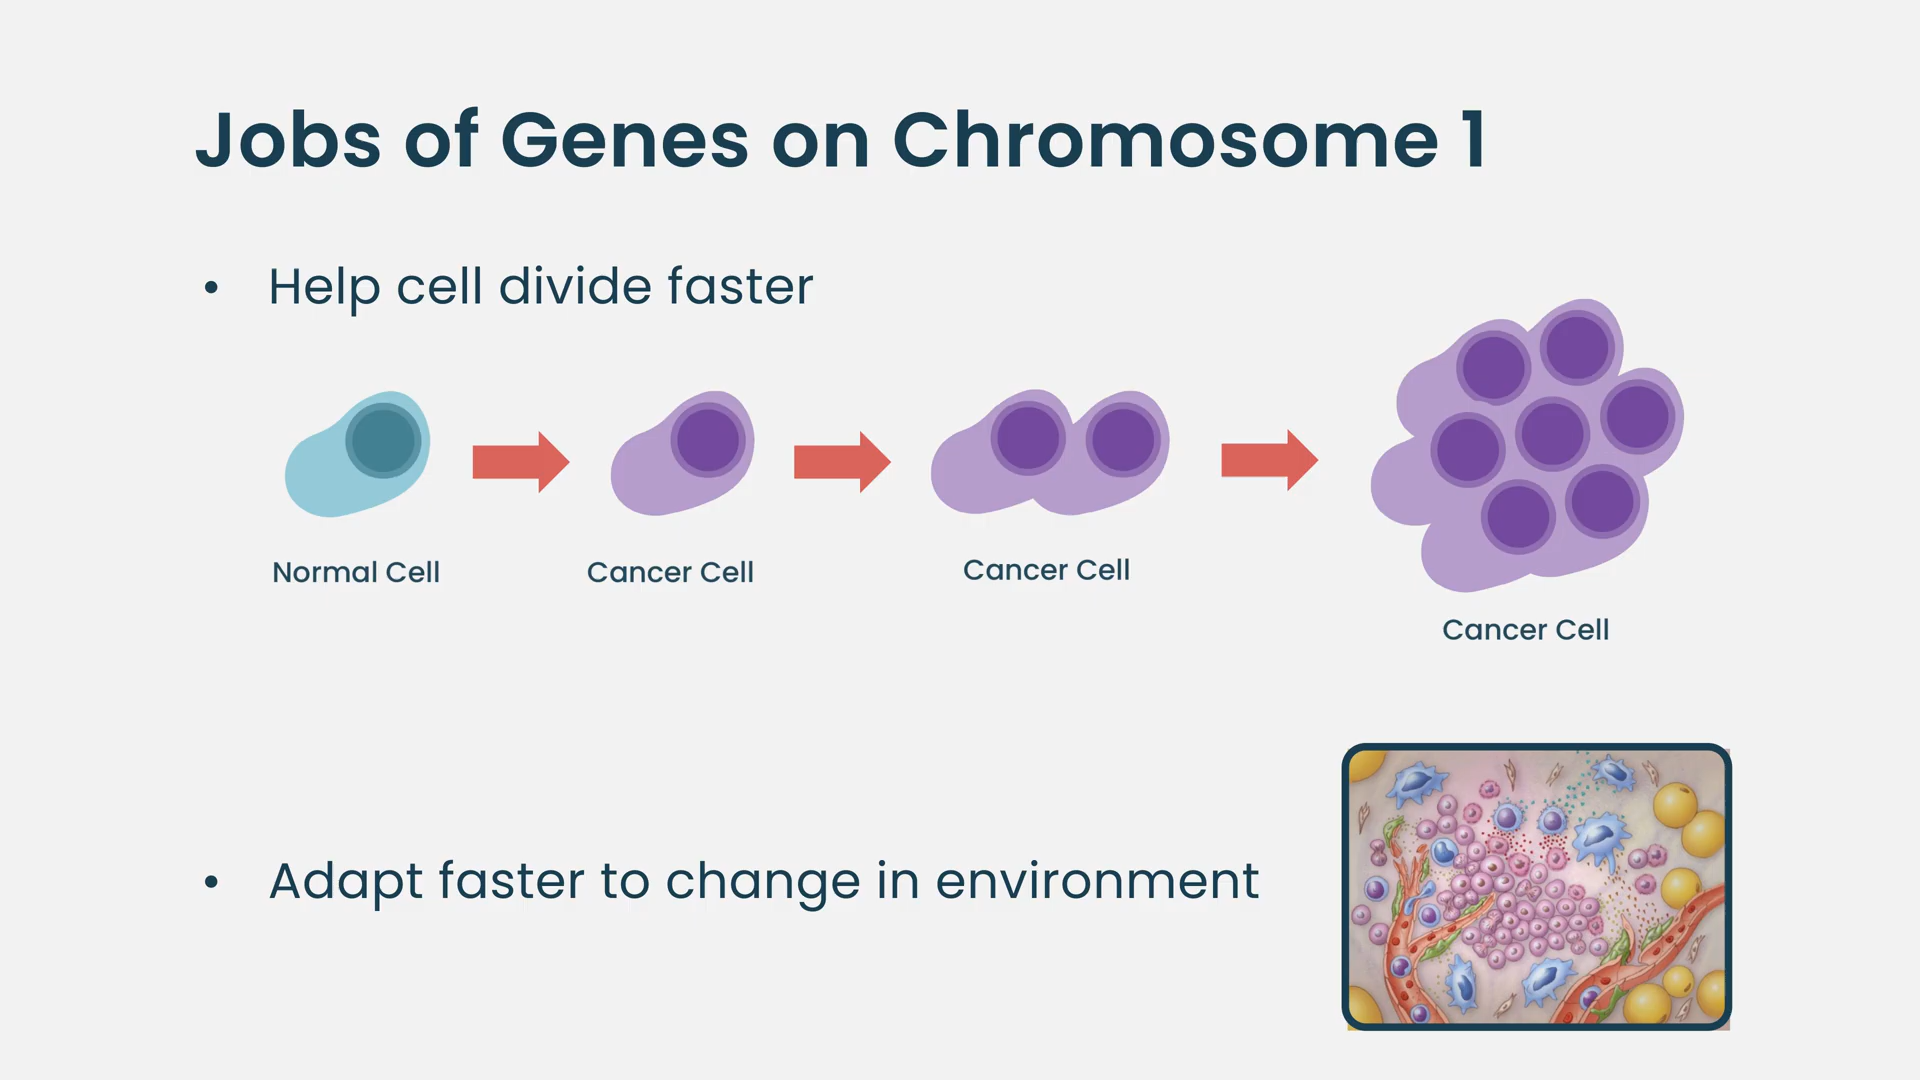 Jobs of Genes on Chromosome 1
• Help cell divide faster
Normal Cell
Cancer Cell
Cancer Cell
Cancer Cell
• Adapt faster to change in environment